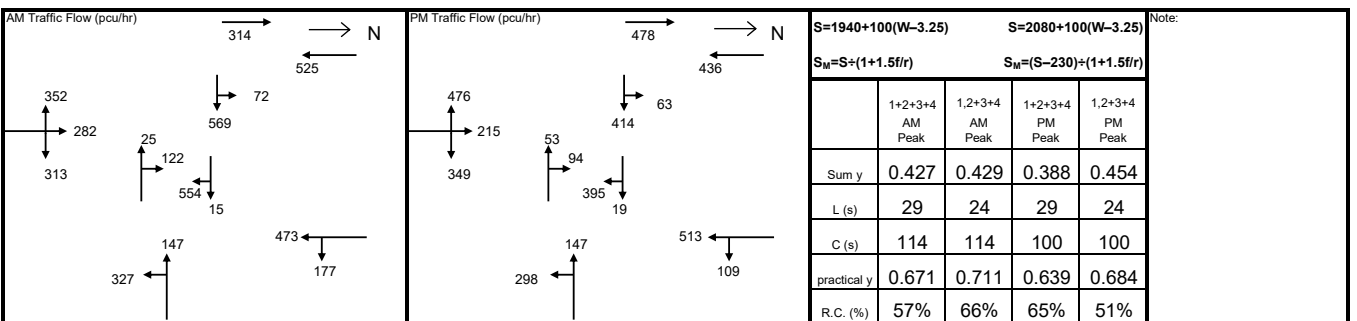 AM Traffic Flow (pcu/hr)
314
N
525
352
282
313
72
569
25
122
554
15
147
327
473
177
PM Traffic Flow (pcu/hr)
478
N
436
476
215
349
63
414
53
94
395
19
147
298
513
109
S=1940+100(W–3.25) S=2080+100(W–3.25)
S_M=S÷(1+1.5f/r) S_M=(S–230)÷(1+1.5f/r)
1+2+3+4 AM Peak 1,2+3+4 AM Peak 1+2+3+4 PM Peak 1,2+3+4 PM Peak
Sum y 0.427 0.429 0.388 0.454
L (s) 29 24 29 24
C (s) 114 114 100 100
practical y 0.671 0.711 0.639 0.684
R.C. (%) 57% 66% 65% 51%
Note: